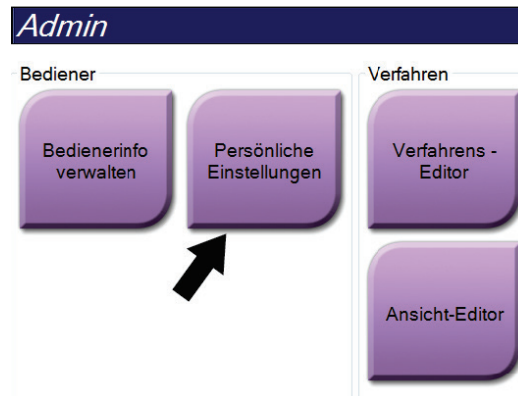 Admin
Bediener
Verfahren
Bedienerinfo
verwalten
Persönliche
Einstellungen
Verfahrens -
Editor
Ansicht-Editor